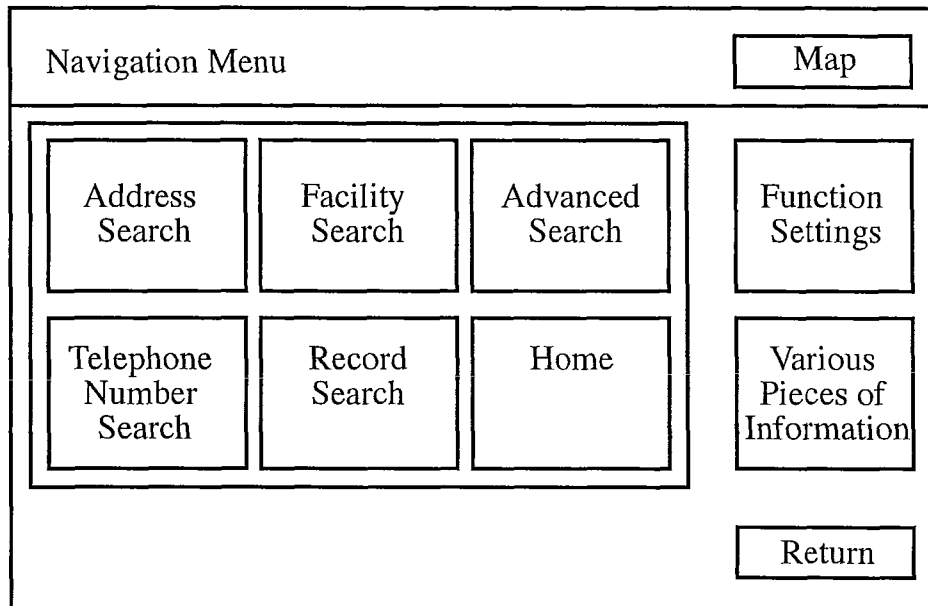 Navigation Menu
Map
Address
Search
Facility
Search
Advanced
Search
Function
Settings
Telephone
Number
Search
Record
Search
Home
Various
Pieces of
Information
Return